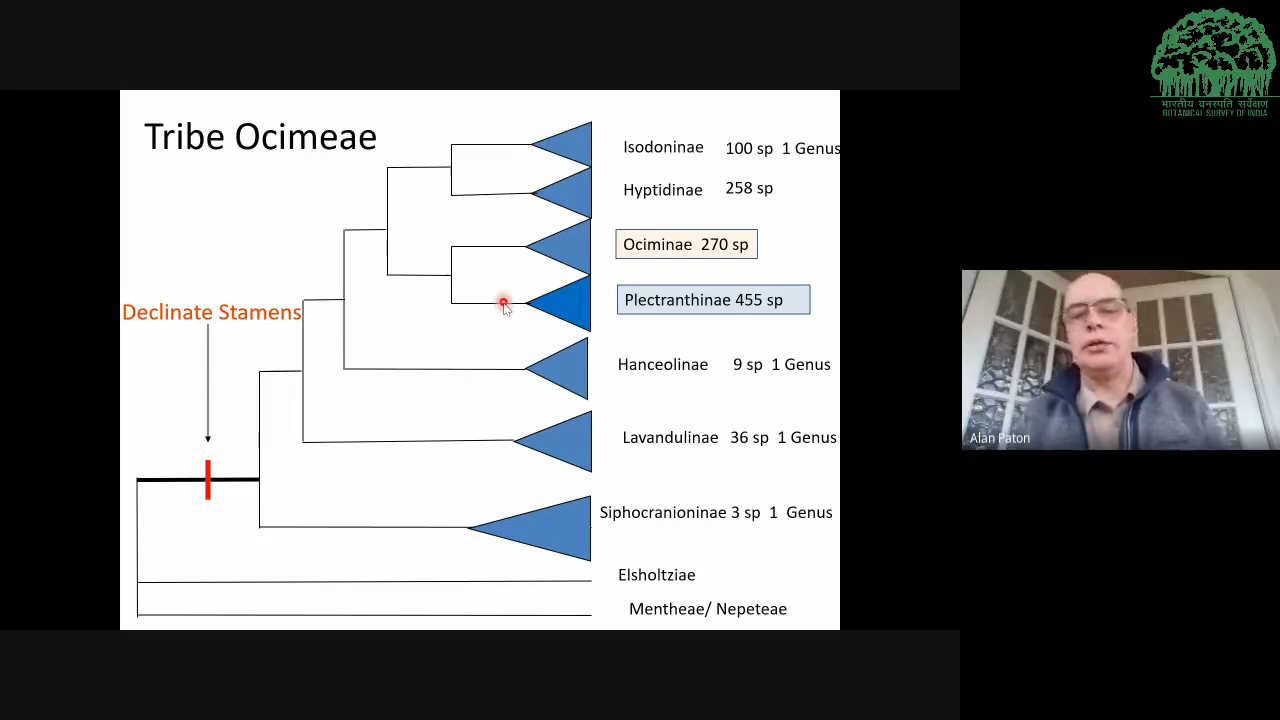 Tribe Ocimeae
Isodoninae 100 sp 1 Genus
Hyptidinae 258 sp
Ociminae 270 sp
Plectranthinae 455 sp
Declinate Stamens
Hanceolinae 9 sp 1 Genus
Lavandulinae 36 sp 1 Genus
Siphocranioninae 3 sp 1 Genus
Elsholtziae
Mentheae/ Nepeteae
भारतीय वनस्पति सर्वेक्षण
BOTANICAL SURVEY OF INDIA
Alan Paton